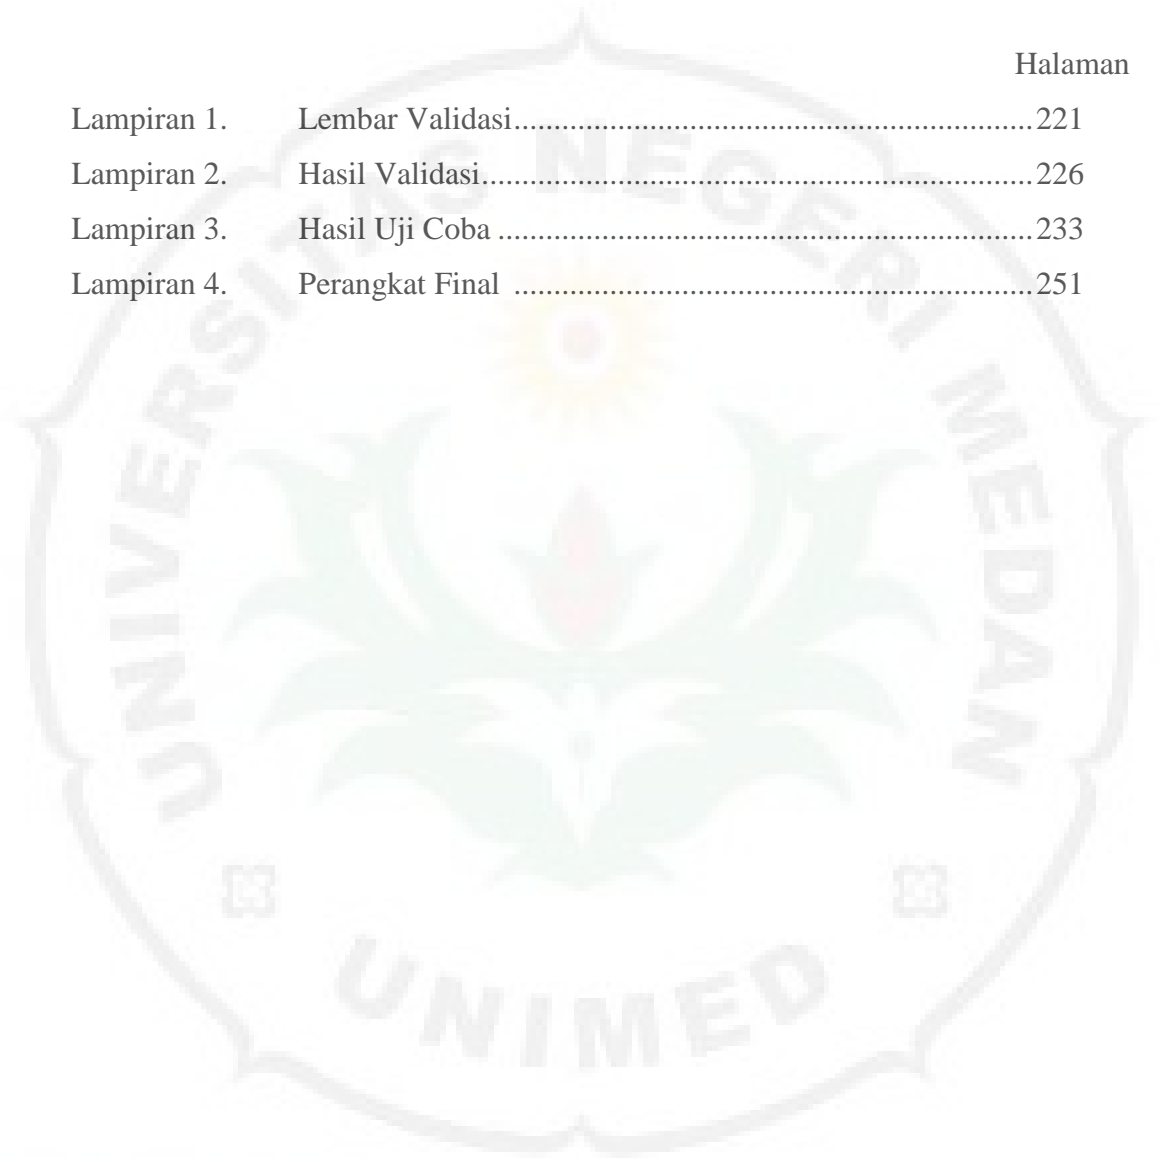 Halaman
Lampiran 1. Lembar Validasi.................................................................221
Lampiran 2. Hasil Validasi.....................................................................226
Lampiran 3. Hasil Uji Coba ...................................................................233
Lampiran 4. Perangkat Final .................................................................251
UNIVERSITAS NEGERI MEDAN
UNIMED